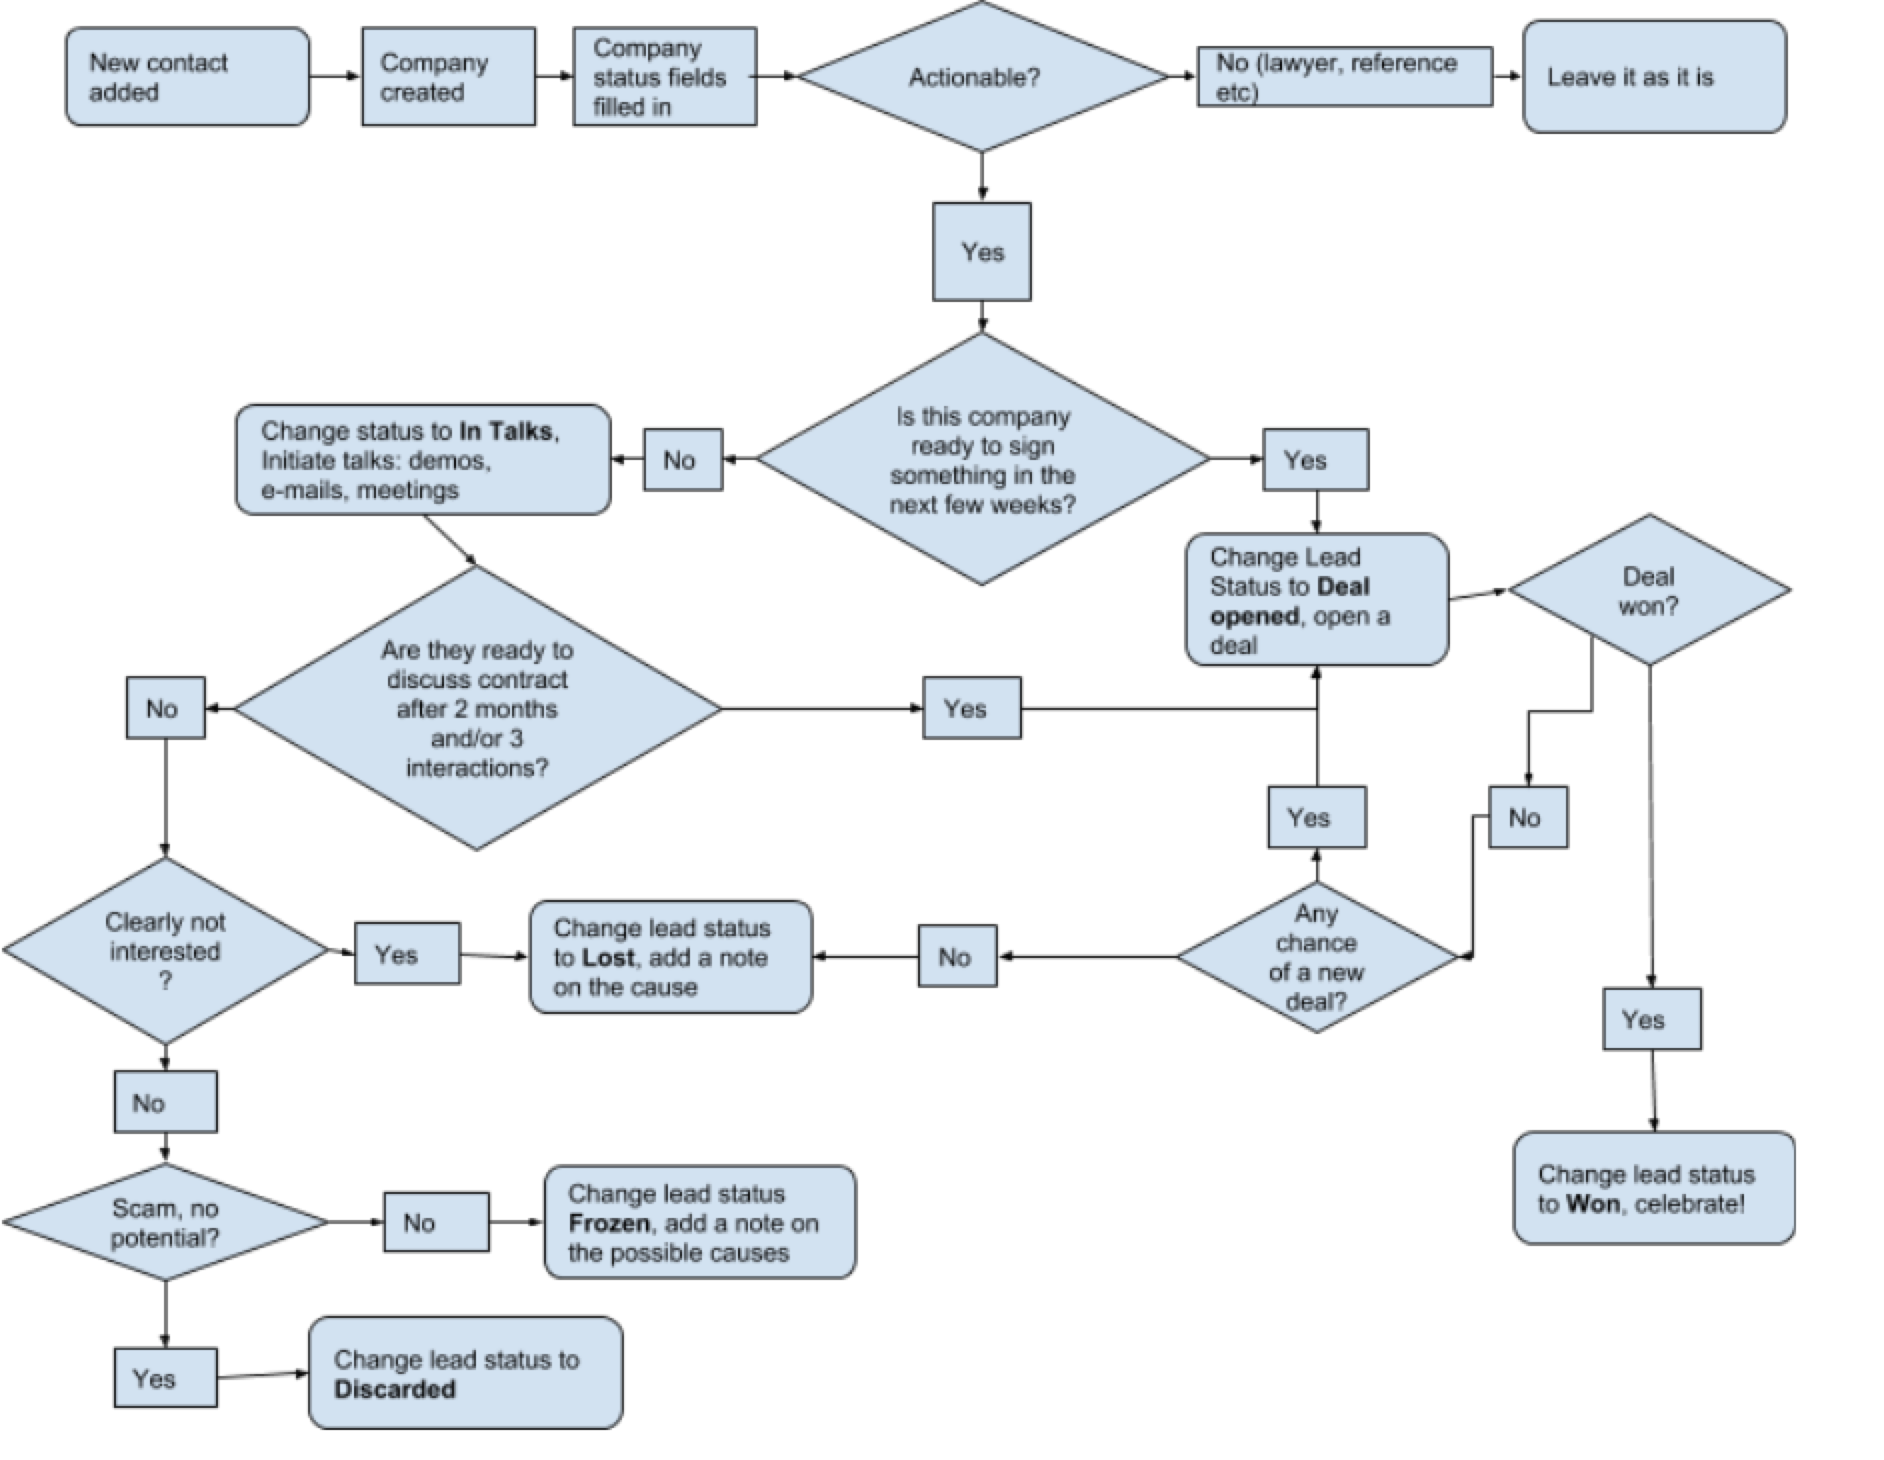 New contact
added
Company
created
Company
status fields
filled in
Actionable?
No (lawyer, reference
etc)
Leave it as it is
Yes
Is this company
ready to sign
something in the
next few weeks?
No
Change status to In Talks,
Initiate talks: demos,
e-mails, meetings
Yes
Change Lead
Status to Deal
opened, open a
deal
Deal
won?
Are they ready to
discuss contract
after 2 months
and/or 3
interactions?
No
Yes
Yes
No
Clearly not
interested
?
Yes
Change lead status
to Lost, add a note
on the cause
No
Any
chance
of a new
deal?
Yes
No
Scam, no
potential?
No
Change lead status
Frozen, add a note on
the possible causes
Change lead status
to Won, celebrate!
Yes
Change lead status to
Discarded